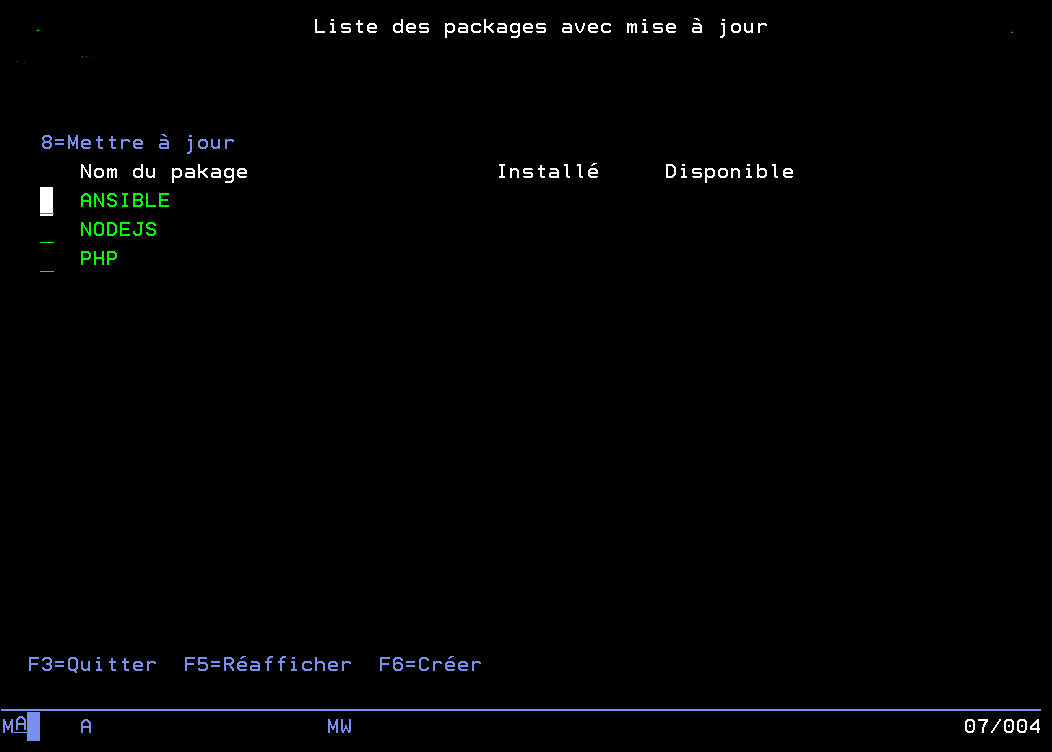 Liste des packages avec mise à jour
8=Mettre à jour
Nom du pakage Installé Disponible
ANSIBLE
_ NODEJS
_ PHP
F3=Quitter F5=Réafficher F6=Créer
MA A MW 07/004